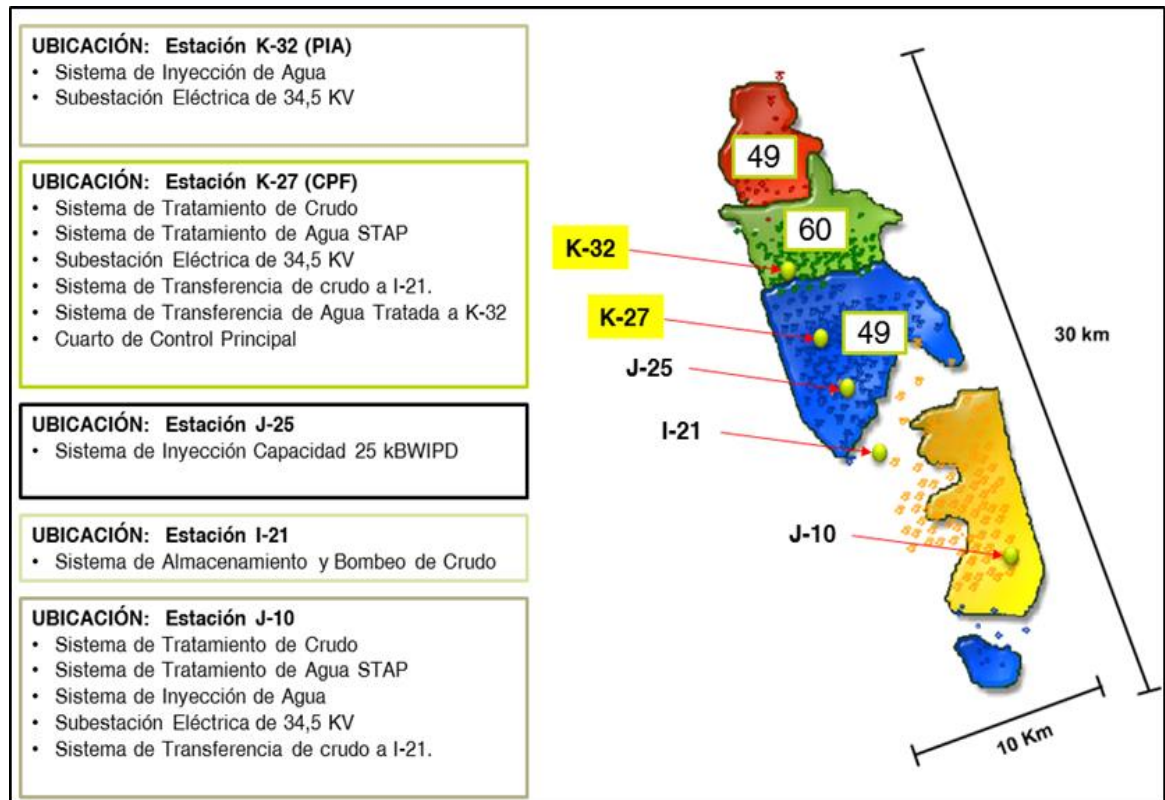 UBICACIÓN: Estación K-32 (PIA)
• Sistema de Inyección de Agua
• Subestación Eléctrica de 34,5 KV
UBICACIÓN: Estación K-27 (CPF)
• Sistema de Tratamiento de Crudo
• Sistema de Tratamiento de Agua STAP
• Subestación Eléctrica de 34,5 KV
• Sistema de Transferencia de crudo a I-21.
• Sistema de Transferencia de Agua Tratada a K-32
• Cuarto de Control Principal
UBICACIÓN: Estación J-25
• Sistema de Inyección Capacidad 25 kBWIPD
UBICACIÓN: Estación I-21
• Sistema de Almacenamiento y Bombeo de Crudo
UBICACIÓN: Estación J-10
• Sistema de Tratamiento de Crudo
• Sistema de Tratamiento de Agua STAP
• Sistema de Inyección de Agua
• Subestación Eléctrica de 34,5 KV
• Sistema de Transferencia de crudo a I-21.
49
60
K-32
K-27
49
J-25
I-21
J-10
30 km
10 Km